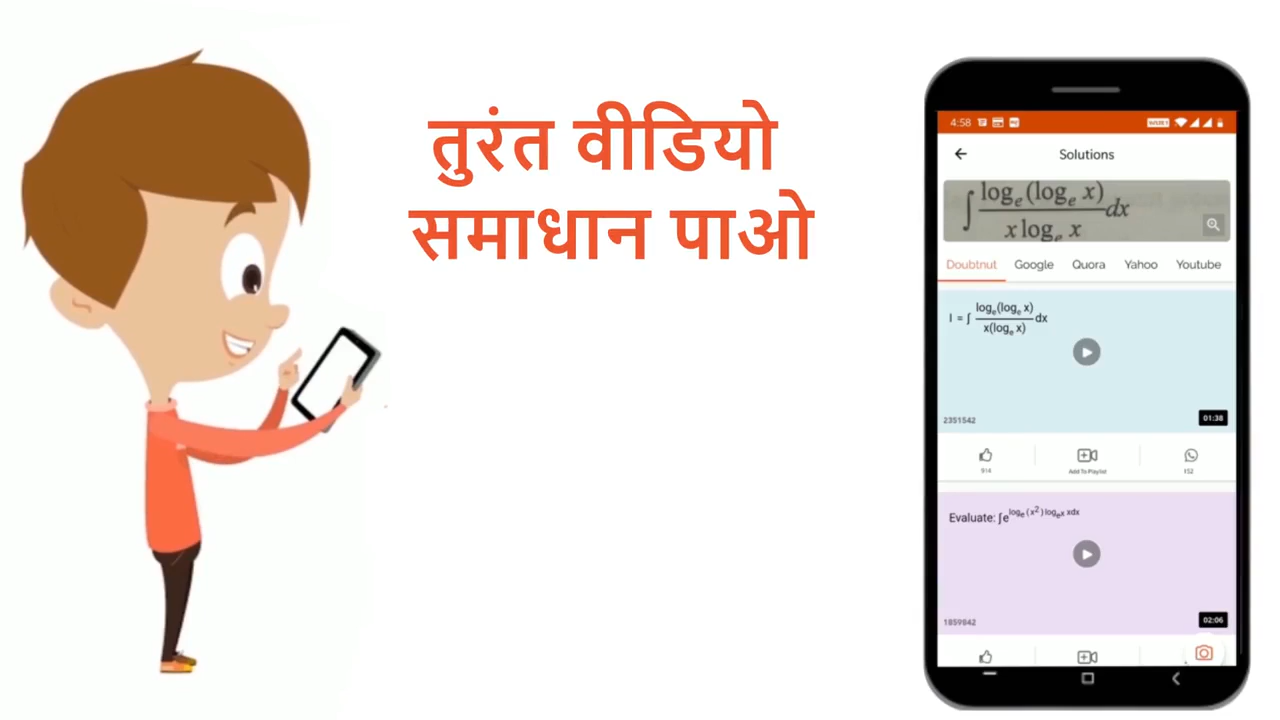 तुरंत वीडियो
समाधान पाओ
4:58
Solutions
∫ logₑ(logₑ x) / x logₑ x dx
Doubtnut Google Quora Yahoo Youtube
I = ∫ logₑ(logₑ x) / x(logₑ x) dx
2351542 01:38
914 Add To Playlist 152
Evaluate: ∫e^logₑ(x²)logₑx xdx
1859842 02:06